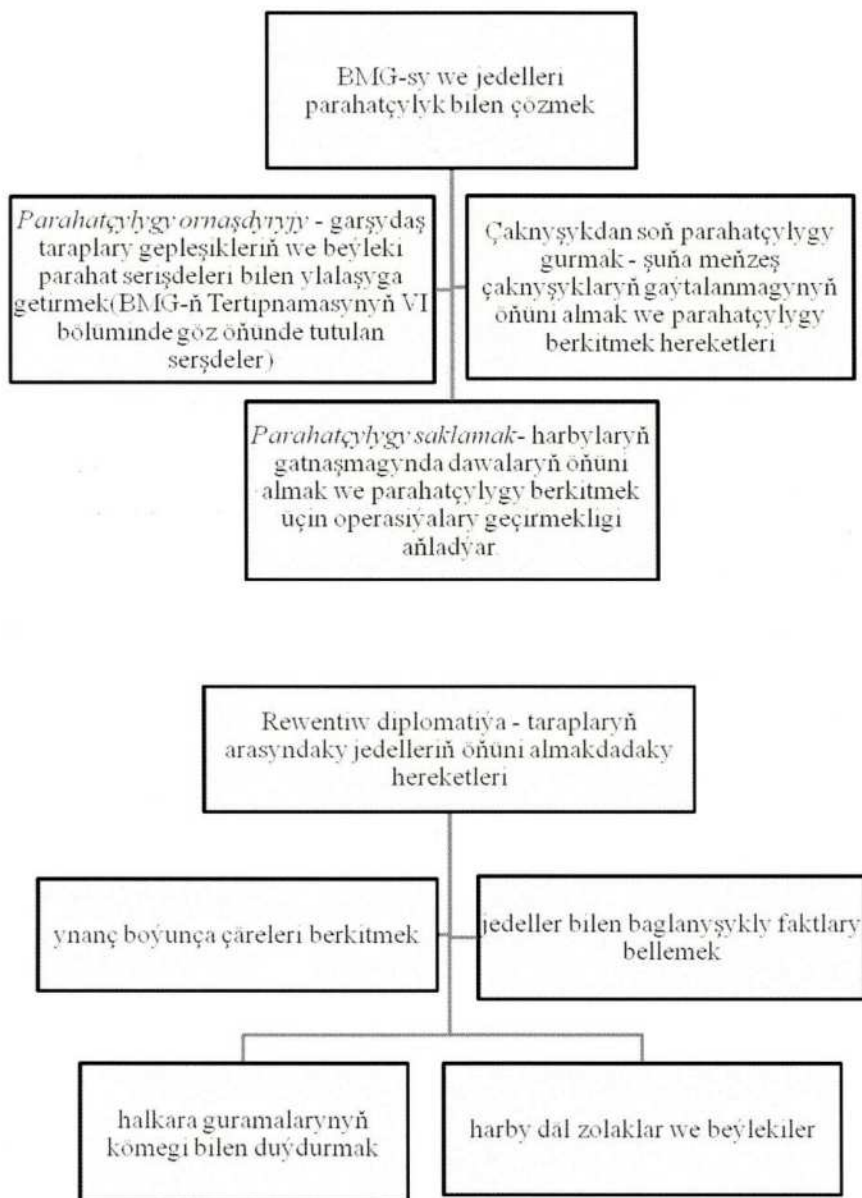 BMG-sy we jedelleri
parahatçylyk bilen çözmek
Parahatçylygy ornaşdyryjy - garşydaş
taraplary gepleşikleriň we beýleki
parahat serişdeleri bilen ylalaşyga
getirmek(BMG-ň Tertipnamasynyň VI
bölüminde göz öňünde tutulan
serşdeler)
Çaknyşykdan soň parahatçylygy
gurmak - şuňa meňzeş
çaknyşyklaryň gaýtalanmagynyň
öňüni almak we parahatçylygy
berkitmek hereketleri
Parahatçylygy saklamak- harbylaryň
gatnaşmagynda dawalaryň öňüni
almak we parahatçylygy berkitmek
üçin operasiýalary geçirmekligi
aňladýar
Rewentiw diplomatiýa - taraplaryň
arasyndaky jedelleriň öňüni almakdadaky
hereketleri
ynanç boýunça çäreleri berkitmek
jedeller bilen baglanyşykly faktlary
bellemek
halkara guramalarynyň
kömegi bilen duýdurmak
harby däl zolaklar we beýlekiler